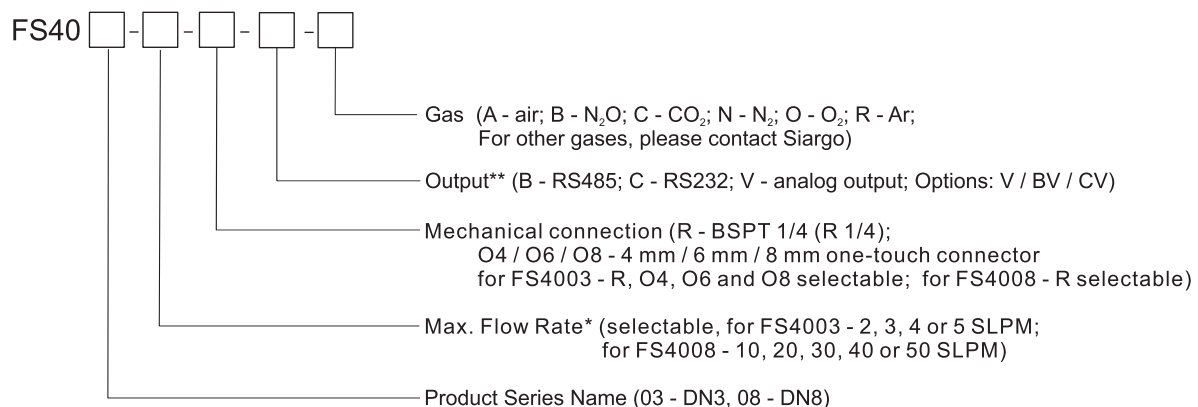 FS40 - - - -
Gas (A - air; B - N₂O; C - CO₂; N - N₂; O - O₂; R - Ar;
For other gases, please contact Siargo)
Output** (B - RS485; C - RS232; V - analog output; Options: V / BV / CV)
Mechanical connection (R - BSPT 1/4 (R 1/4);
O4 / O6 / O8 - 4 mm / 6 mm / 8 mm one-touch connector
for FS4003 - R, O4, O6 and O8 selectable; for FS4008 - R selectable)
Max. Flow Rate* (selectable, for FS4003 - 2, 3, 4 or 5 SLPM;
for FS4008 - 10, 20, 30, 40 or 50 SLPM)
Product Series Name (03 - DN3, 08 - DN8)